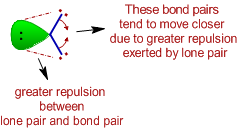 These bond pairs
tend to move closer
due to greater repulsion
exerted by lone pair
greater repulsion
between
lone pair and bond pair